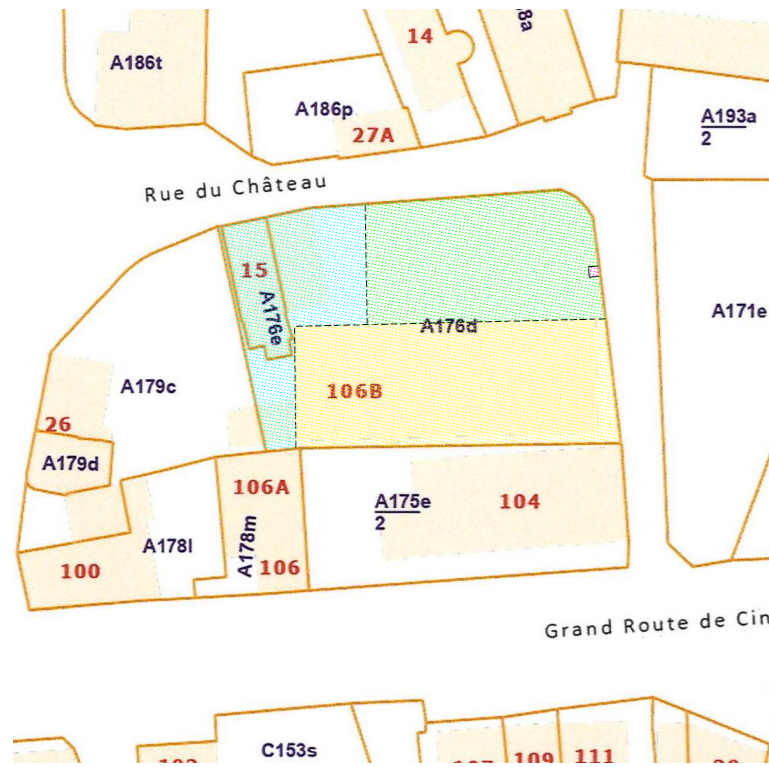 14
8a
A186t
A186p
27A
A193a
2
Rue du Château
15
A176e
A176d
A171e
A179c
106B
26
A179d
106A
A175e
2
104
A178m
A178l
100
106
Grand Route de Cin
C153s
109
111